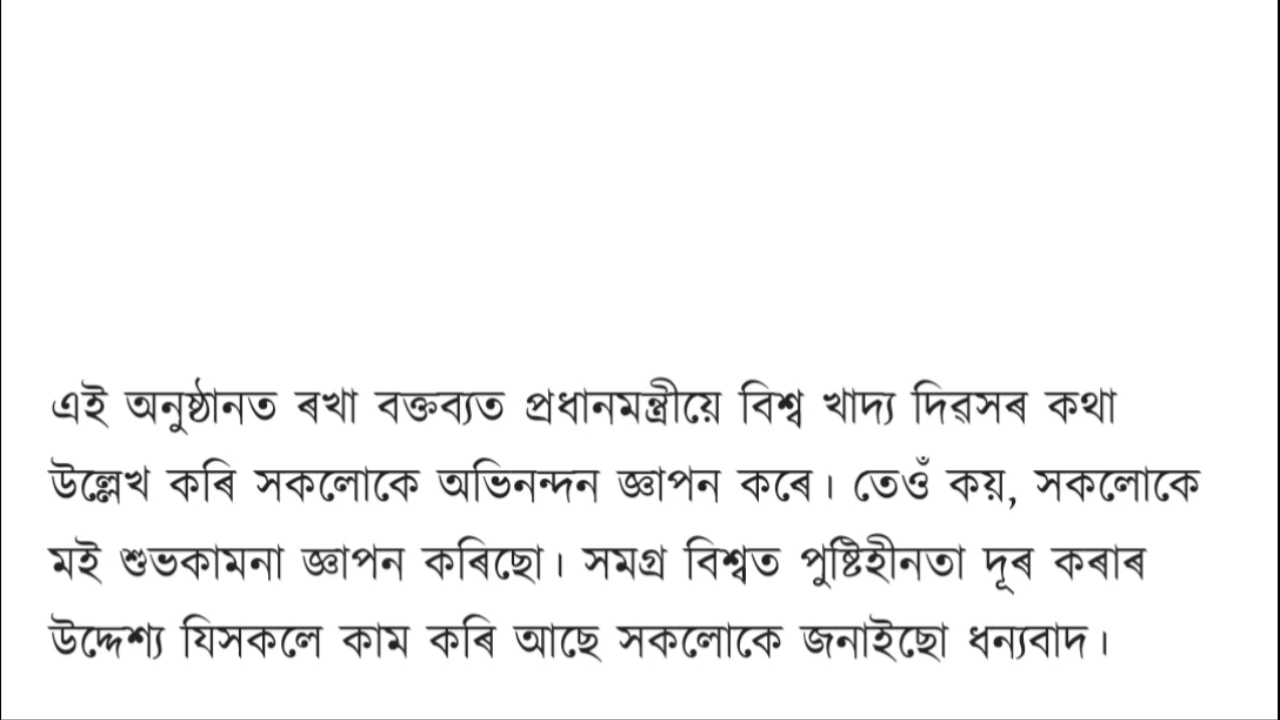 এই অনুষ্ঠানত ৰখা বক্তব্যত প্ৰধানমন্ত্ৰীয়ে বিশ্ব খাদ্য দিৱসৰ কথা
উল্লেখ কৰি সকলোকে অভিনন্দন জ্ঞাপন কৰে। তেওঁ কয়, সকলোকে
মই শুভকামনা জ্ঞাপন কৰিছো। সমগ্ৰ বিশ্বত পুষ্টিহীনতা দূৰ কৰাৰ
উদ্দেশ্য যিসকলে কাম কৰি আছে সকলোকে জনাইছো ধন্যবাদ।